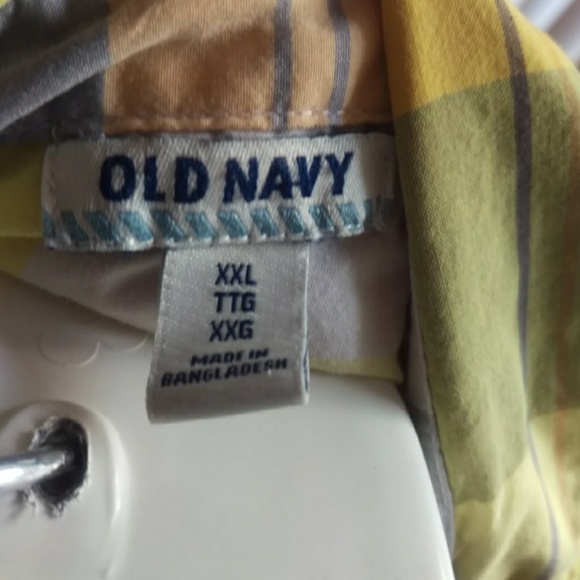 OLD NAVY
XXL
TTG
XXG
MADE IN
BANGLADESH